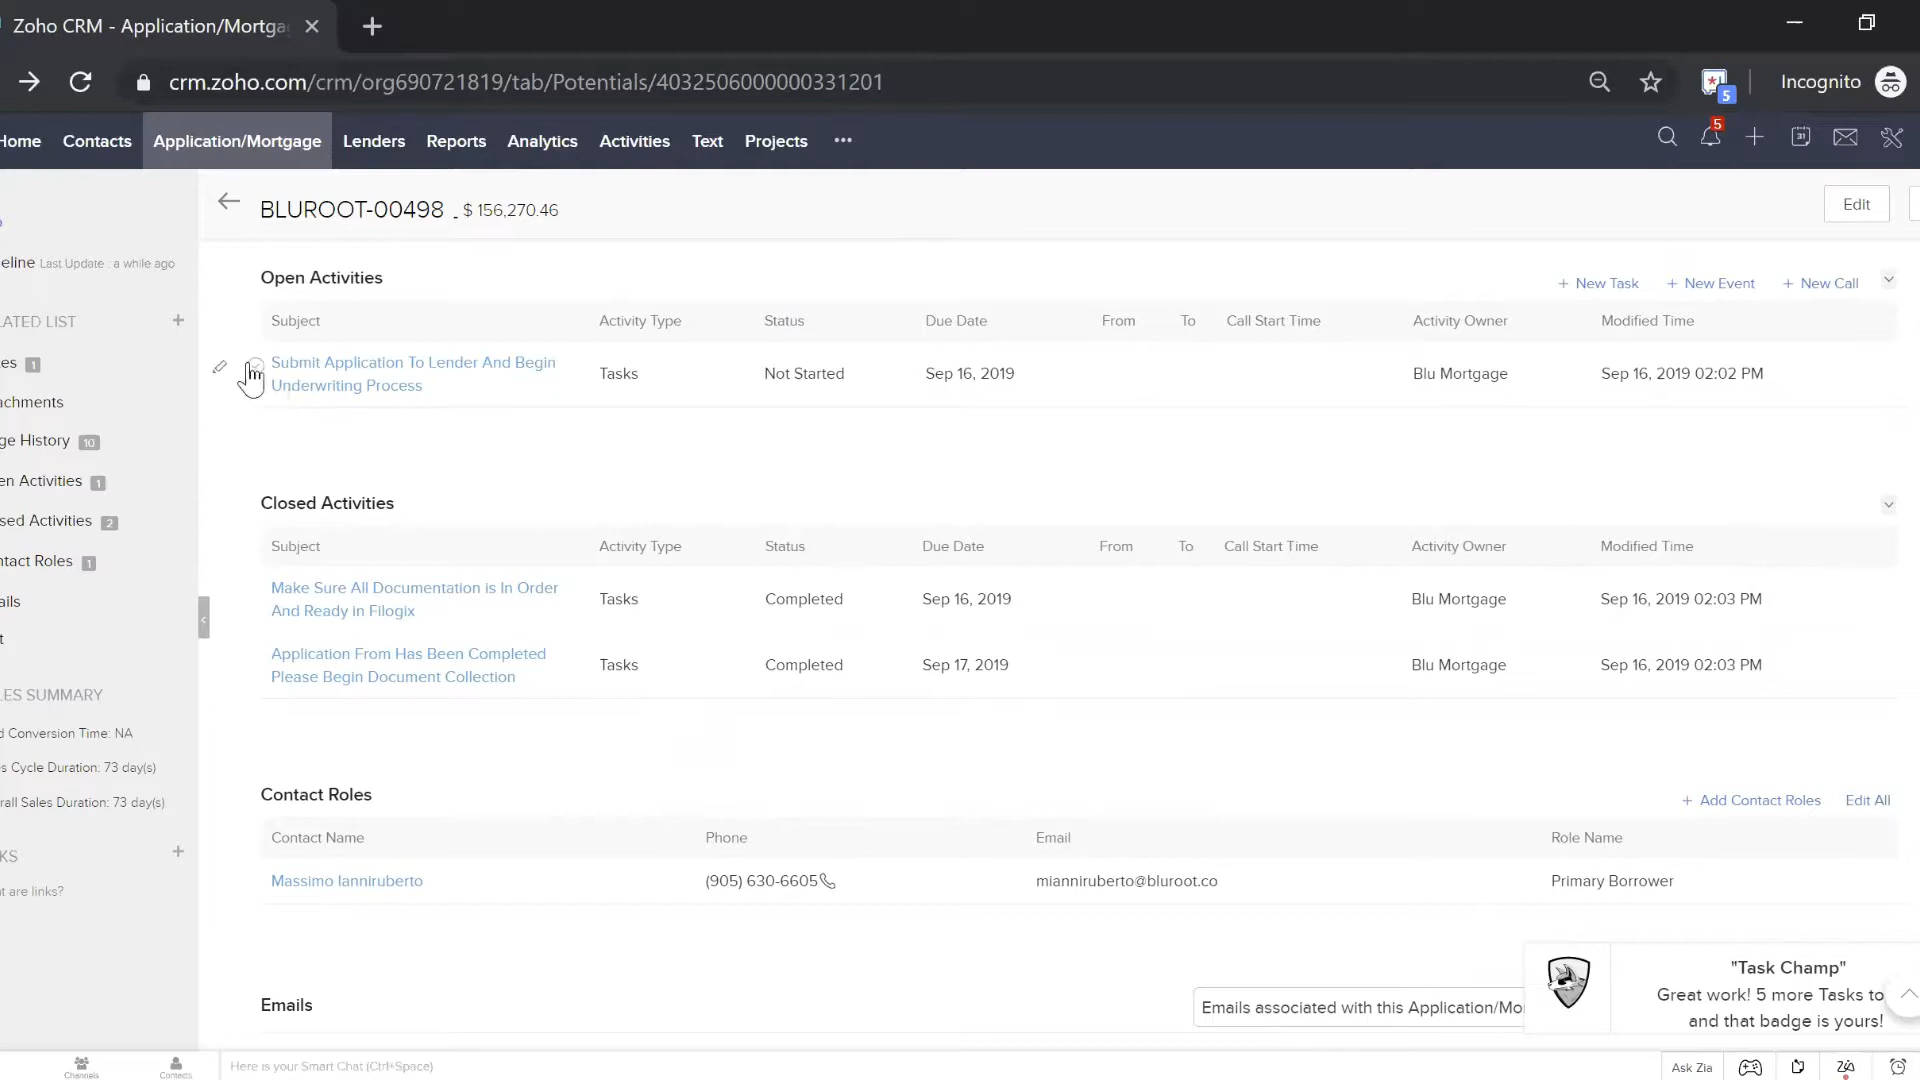 Zoho CRM - Application/Mortga
crm.zoho.com/crm/org690721819/tab/Potentials/4032506000000331201
5
Incognito
Home Contacts Application/Mortgage Lenders Reports Analytics Activities Text Projects ...
5
31
BLUROOT-00498 - $ 156,270.46
Edit
eline Last Update : a while ago
Open Activities
+ New Task + New Event + New Call
ATED LIST +
Subject Activity Type Status Due Date From To Call Start Time Activity Owner Modified Time
es 1
Submit Application To Lender And Begin
Underwriting Process
Tasks Not Started Sep 16, 2019 Blu Mortgage Sep 16, 2019 02:02 PM
achments
ge History 10
en Activities 1
sed Activities 2
Closed Activities
Subject Activity Type Status Due Date From To Call Start Time Activity Owner Modified Time
ntact Roles 1
Make Sure All Documentation is In Order
And Ready in Filogix
Tasks Completed Sep 16, 2019 Blu Mortgage Sep 16, 2019 02:03 PM
ails
t
Application From Has Been Completed
Please Begin Document Collection
Tasks Completed Sep 17, 2019 Blu Mortgage Sep 16, 2019 02:03 PM
LES SUMMARY
d Conversion Time: NA
s Cycle Duration: 73 day(s)
rall Sales Duration: 73 day(s)
Contact Roles
+ Add Contact Roles Edit All
Contact Name Phone Email Role Name
KS +
t are links?
Massimo Ianniruberto (905) 630-6605 mianniruberto@bluroot.co Primary Borrower
Emails
Emails associated with this Application/Mo
"Task Champ"
Great work! 5 more Tasks to
and that badge is yours!
Channels Contacts
Here is your Smart Chat (Ctrl+Space)
Ask Zia